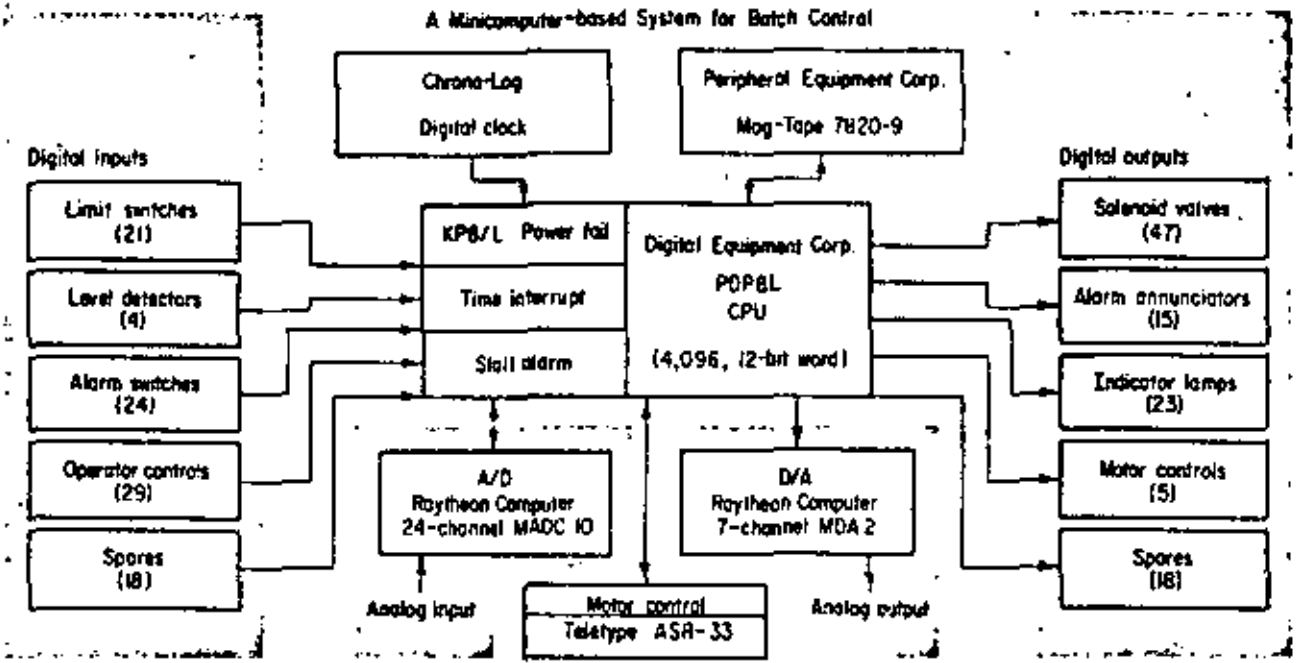 A Minicomputer-based System for Batch Control
Chrono-Log
Digital clock
Peripheral Equipment Corp.
Mag-Tape 7820-9
Digital inputs
Limit switches
(21)
Level detectors
(4)
Alarm switches
(24)
Operator controls
(29)
Spares
(18)
KP8/L Power fail
Time interrupt
Stall alarm
Digital Equipment Corp.
PDP8L
CPU
(4,096, 12-bit word)
A/D
Raytheon Computer
24-channel MADC 10
Analog input
Motor control
Teletype ASR-33
D/A
Raytheon Computer
7-channel MDA 2
Analog output
Digital outputs
Solenoid valves
(47)
Alarm annunciators
(15)
Indicator lamps
(23)
Motor controls
(5)
Spares
(18)